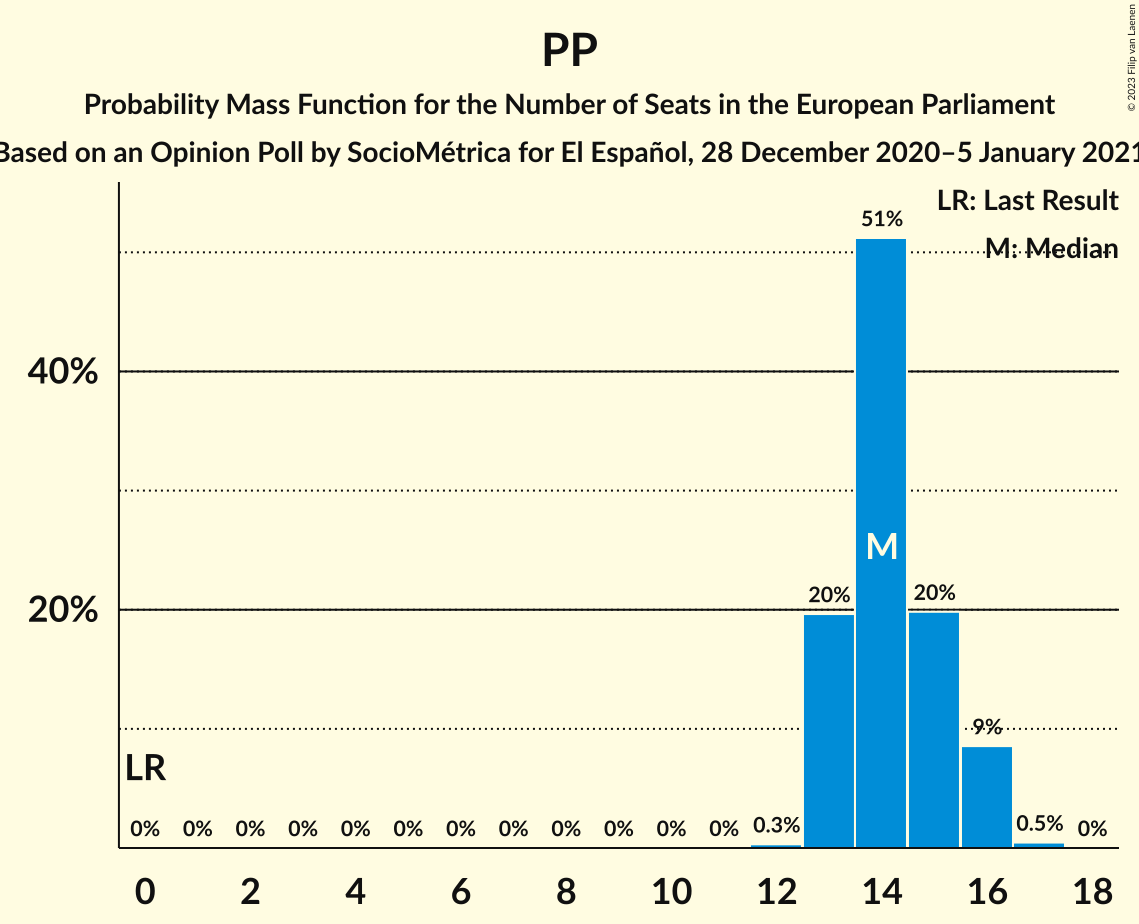 PP
Probability Mass Function for the Number of Seats in the European Parliament
Based on an Opinion Poll by SocioMétrica for El Español, 28 December 2020–5 January 2021
© 2023 Filip van Laenen
LR: Last Result
M: Median
51%
40%
M
20%
20%
20%
9%
LR
0% 0% 0% 0% 0% 0% 0% 0% 0% 0% 0% 0% 0.3% 0.5% 0%
0 2 4 6 8 10 12 14 16 18